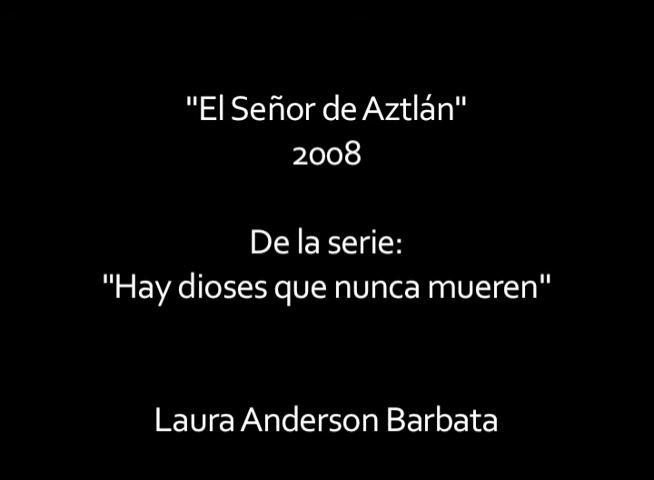 "El Señor de Aztlán"
2008
De la serie:
"Hay dioses que nunca mueren"
Laura Anderson Barbata